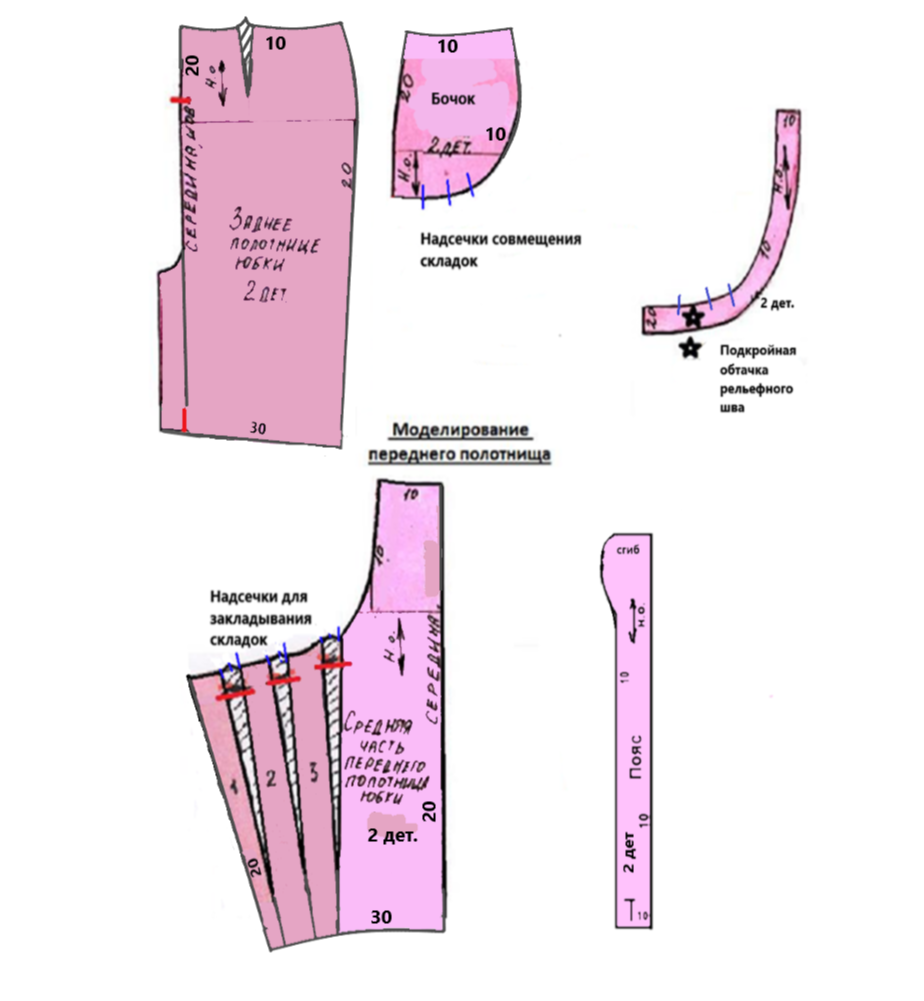 10
20
Н.О.
СЕРЕДИНА, ШОВ
20
ЗАДНЕЕ
ПОЛОТНИЩЕ
ЮБКИ
2 ДЕТ
30
10
20
Бочок
10
2 ДЕТ.
Н.О.
Надсечки совмещения
складок
10
Н.О.
10
2 дет.
20
Подкройная
обтачка
рельефного
шва
Моделирование
переднего полотнища
10
10
Надсечки для
закладывания
складок
Н.О.
СЕРЕДИНА
СРЕДНЯЯ
ЧАСТЬ
ПЕРЕДНЕГО
ПОЛОТНИЩА
ЮБКИ
1
2
3
20
2 дет.
20
30
сгиб
Н.О.
10
Пояс
10
2 дет
10